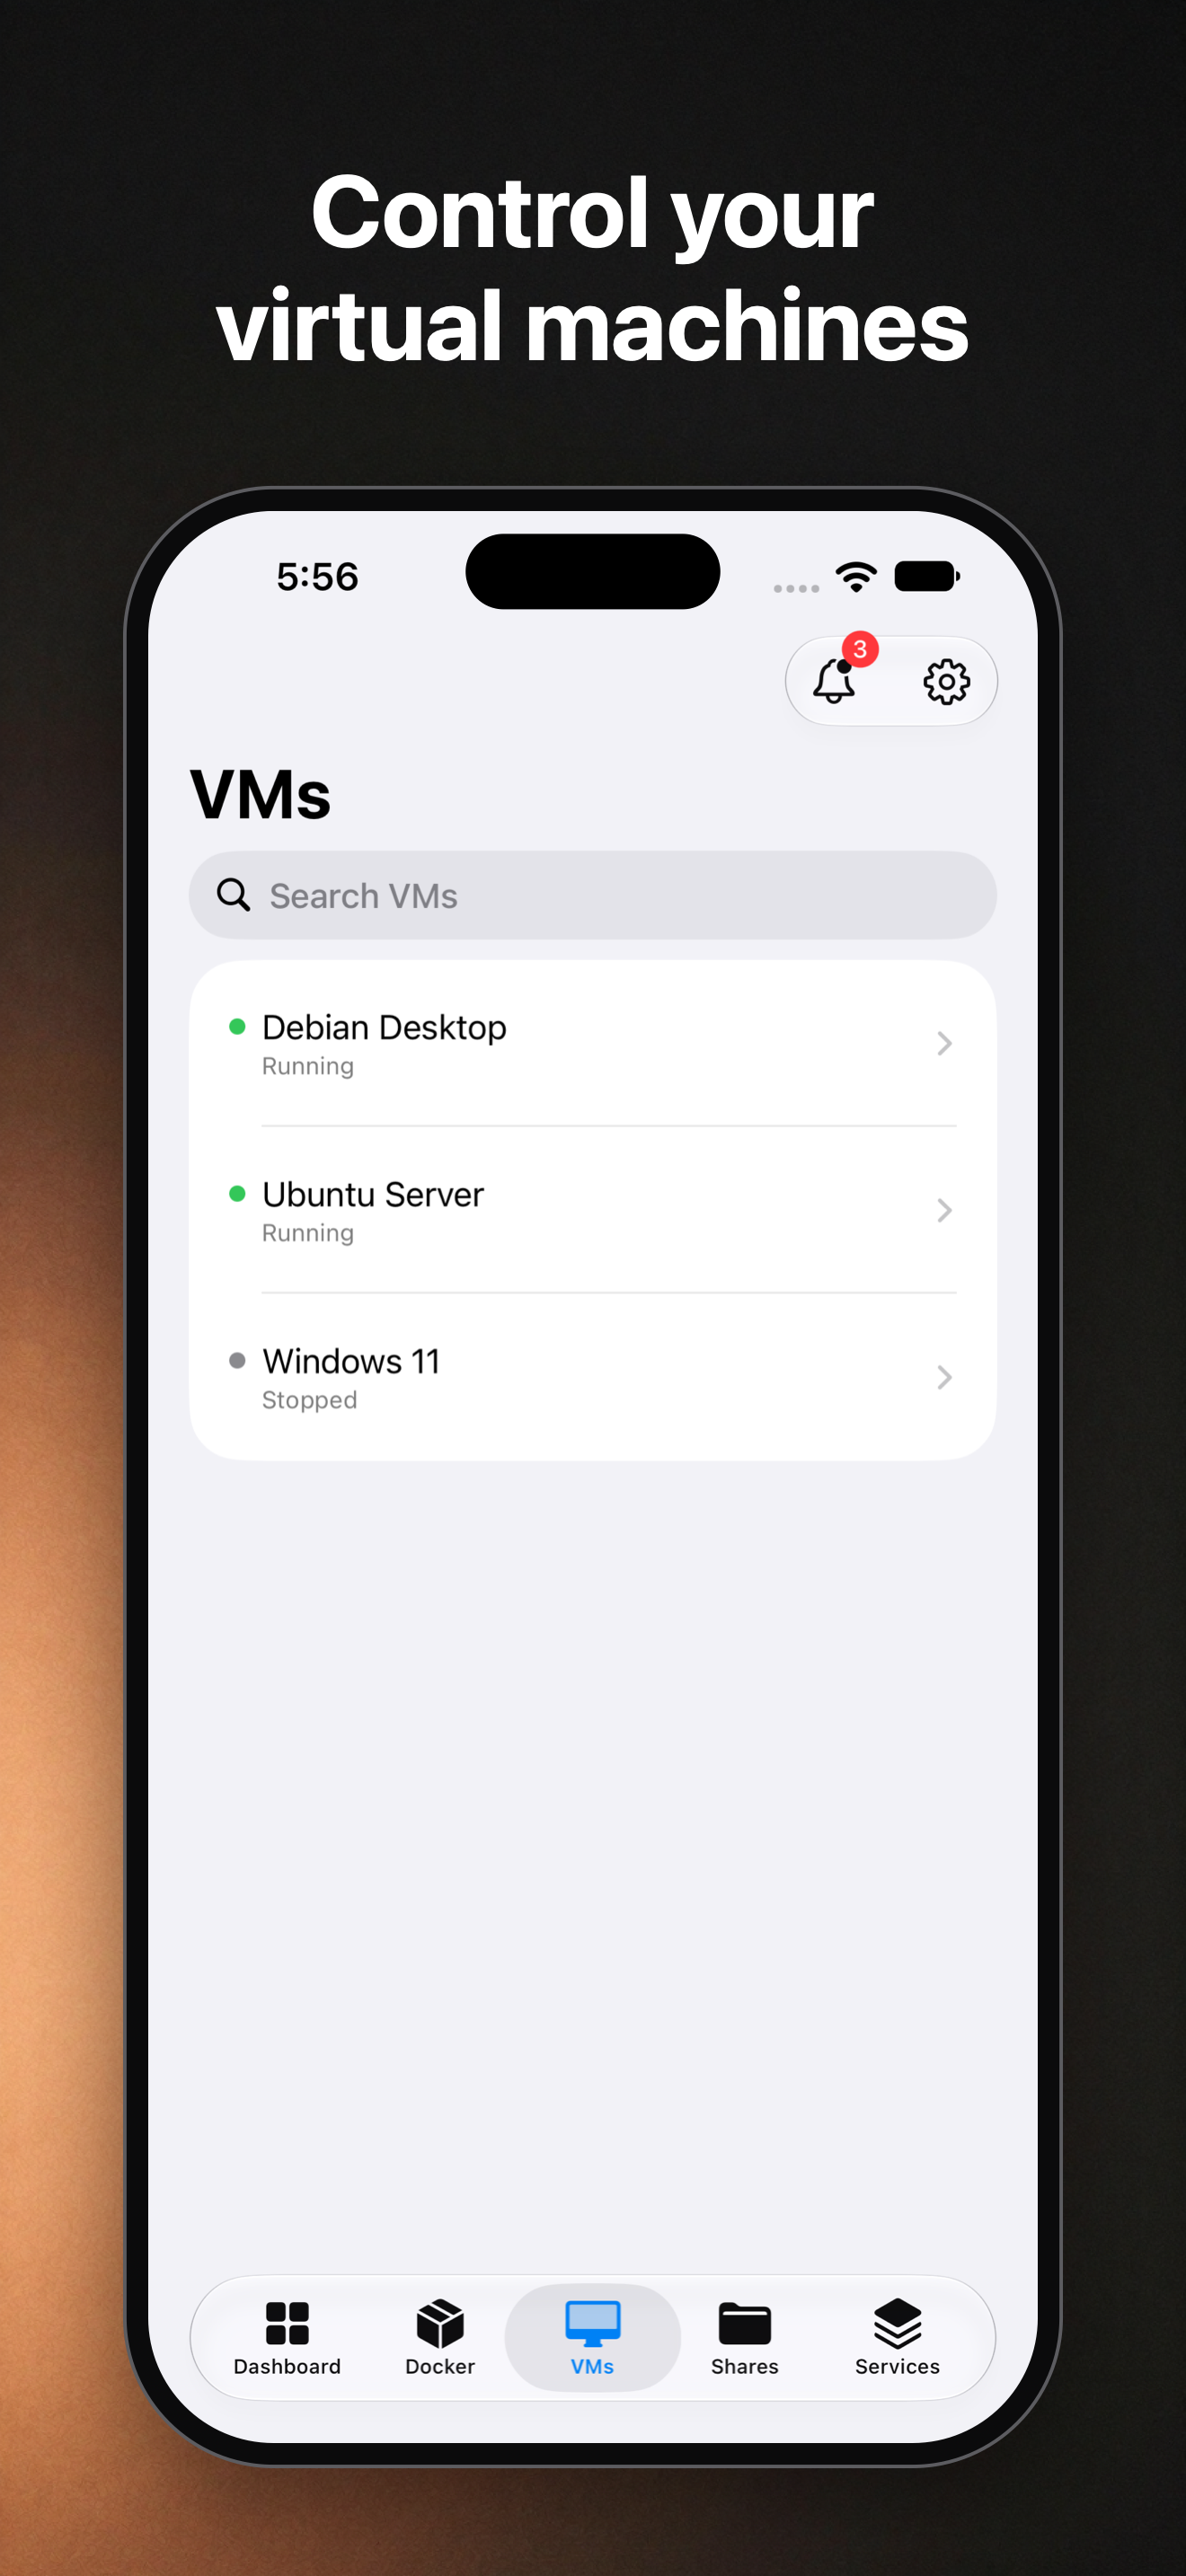 Control your
virtual machines
5:56
3
VMs
Search VMs
Debian Desktop
Running
Ubuntu Server
Running
Windows 11
Stopped
Dashboard
Docker
VMs
Shares
Services